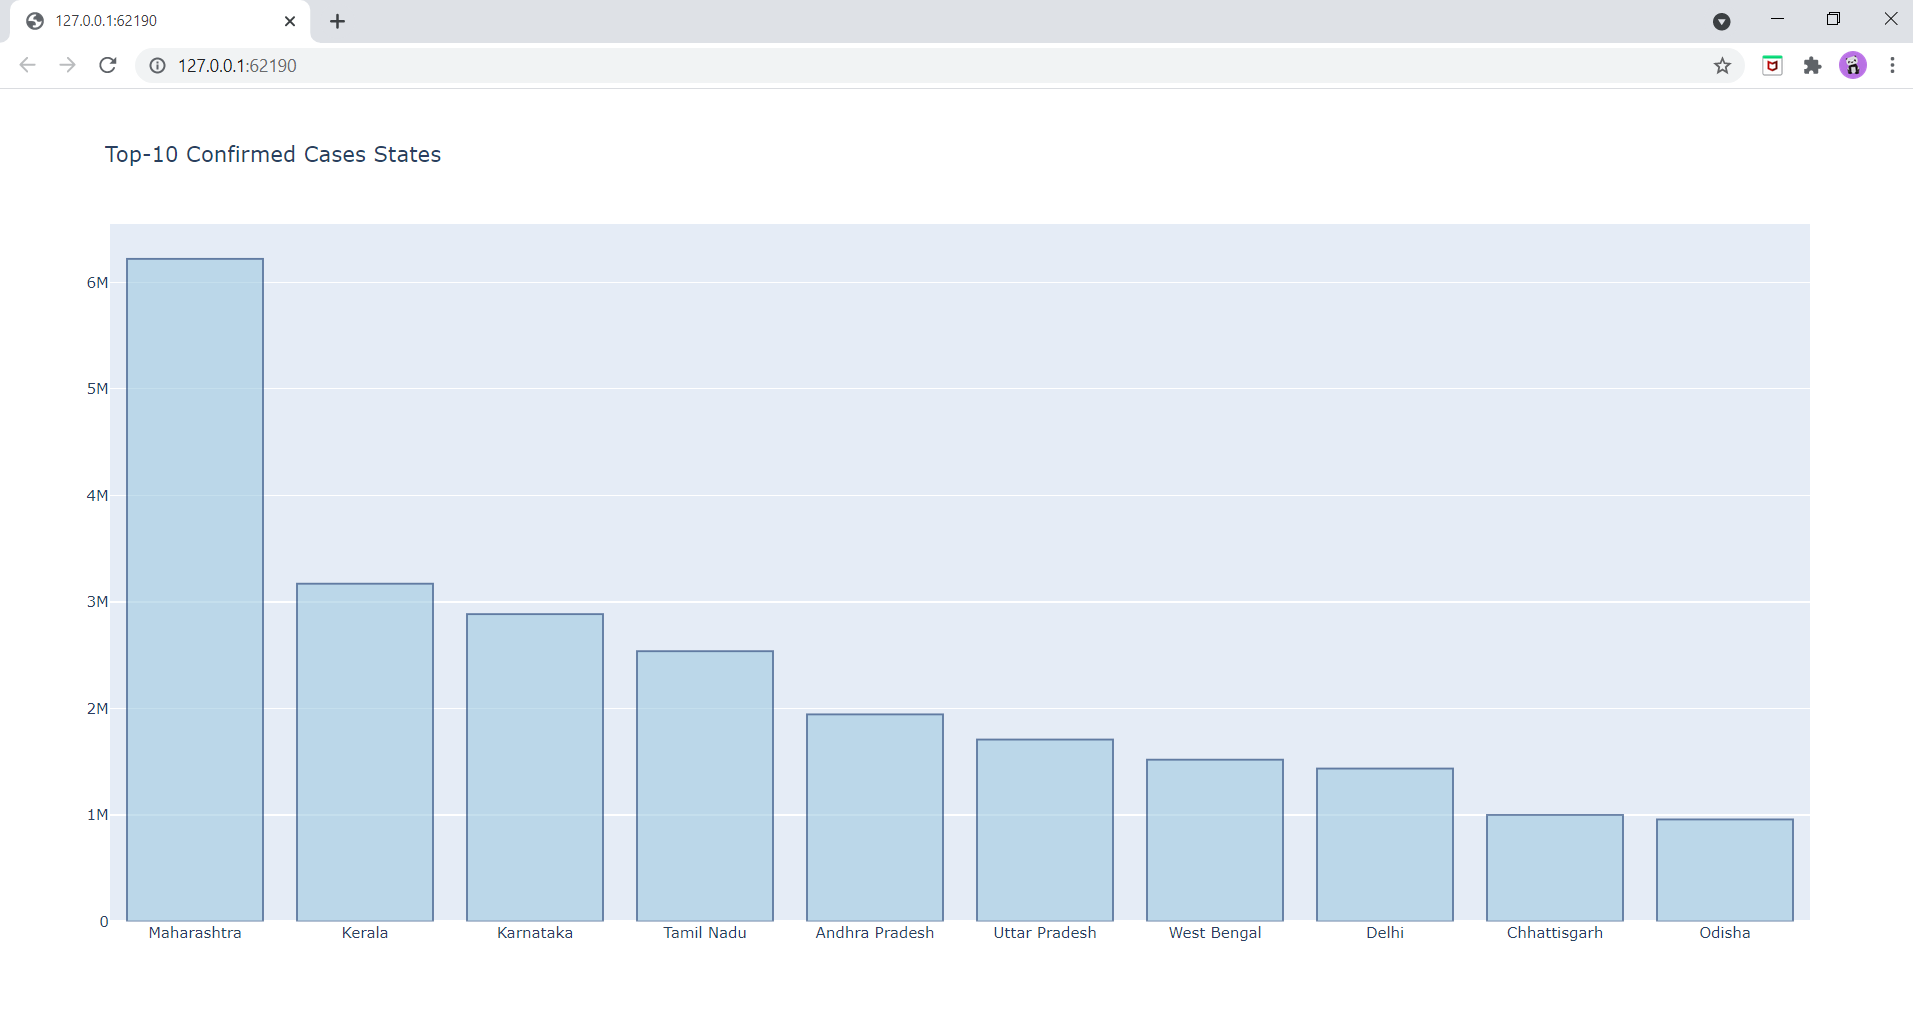 127.0.0.1:62190
127.0.0.1:62190
Top-10 Confirmed Cases States
6M
5M
4M
3M
2M
1M
0
Maharashtra Kerala Karnataka Tamil Nadu Andhra Pradesh Uttar Pradesh West Bengal Delhi Chhattisgarh Odisha